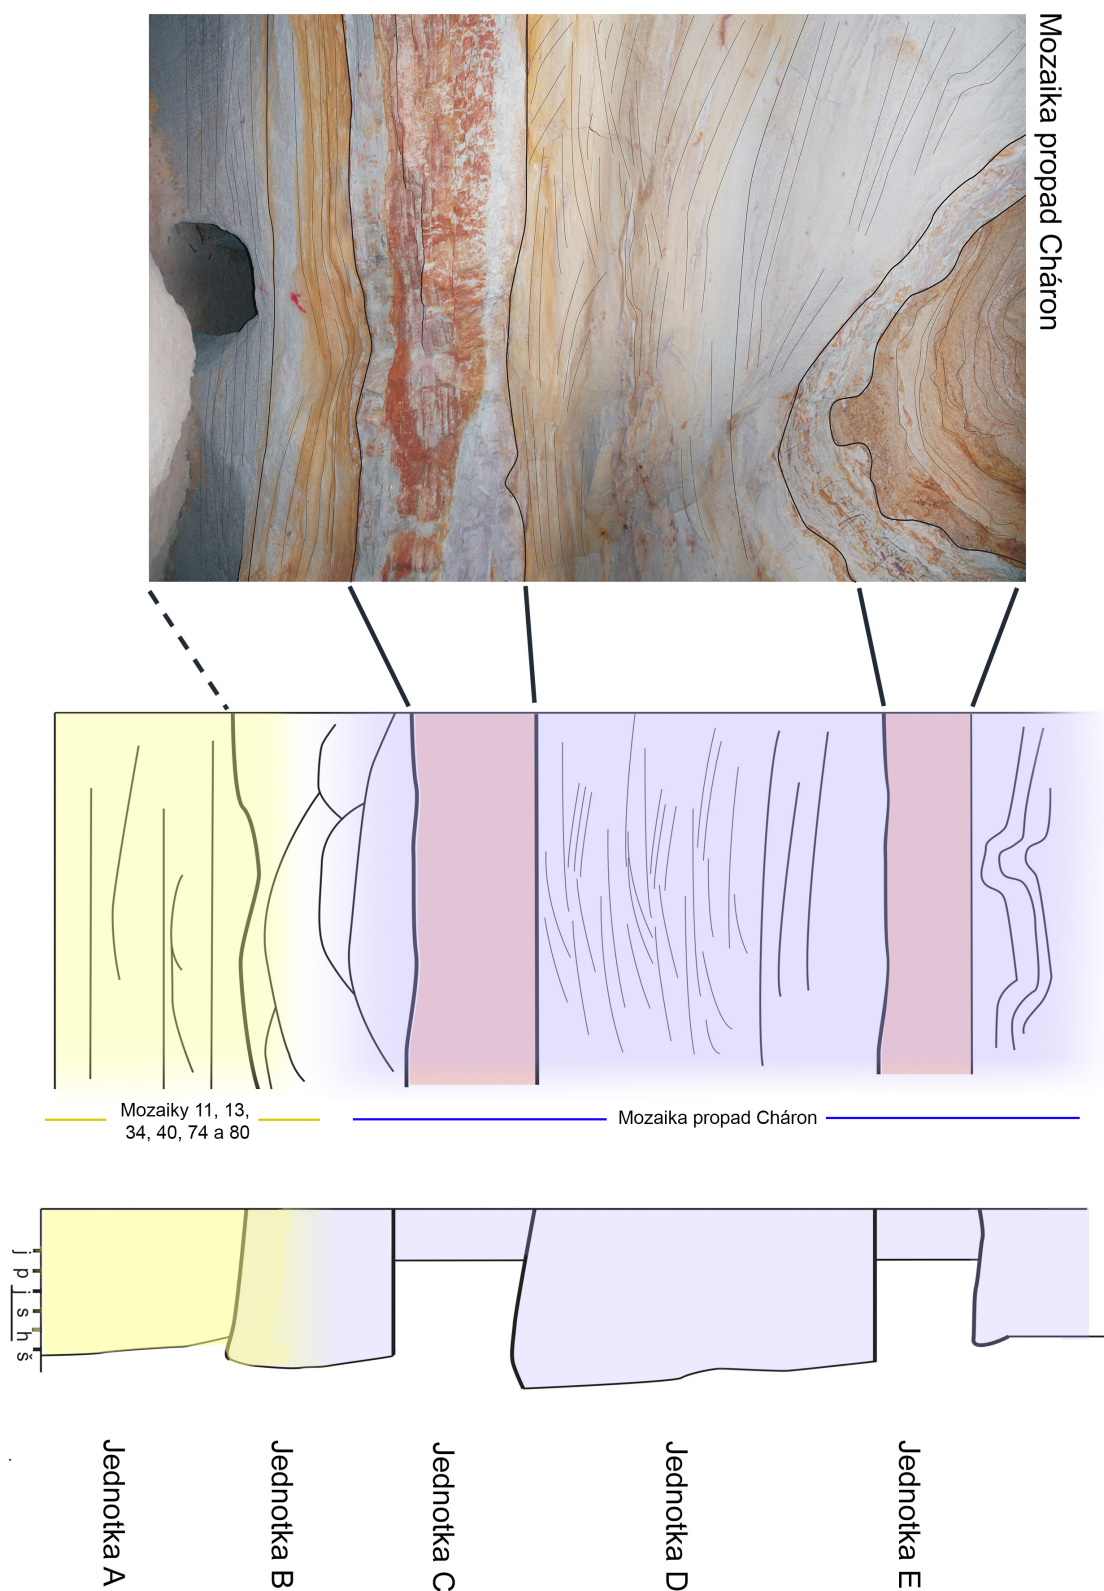 Mozaika propad Cháron
Mozaiky 11, 13,
34, 40, 74 a 80
Mozaika propad Cháron
j
p
j
s
h
š
Jednotka A
Jednotka B
Jednotka C
Jednotka D
Jednotka E